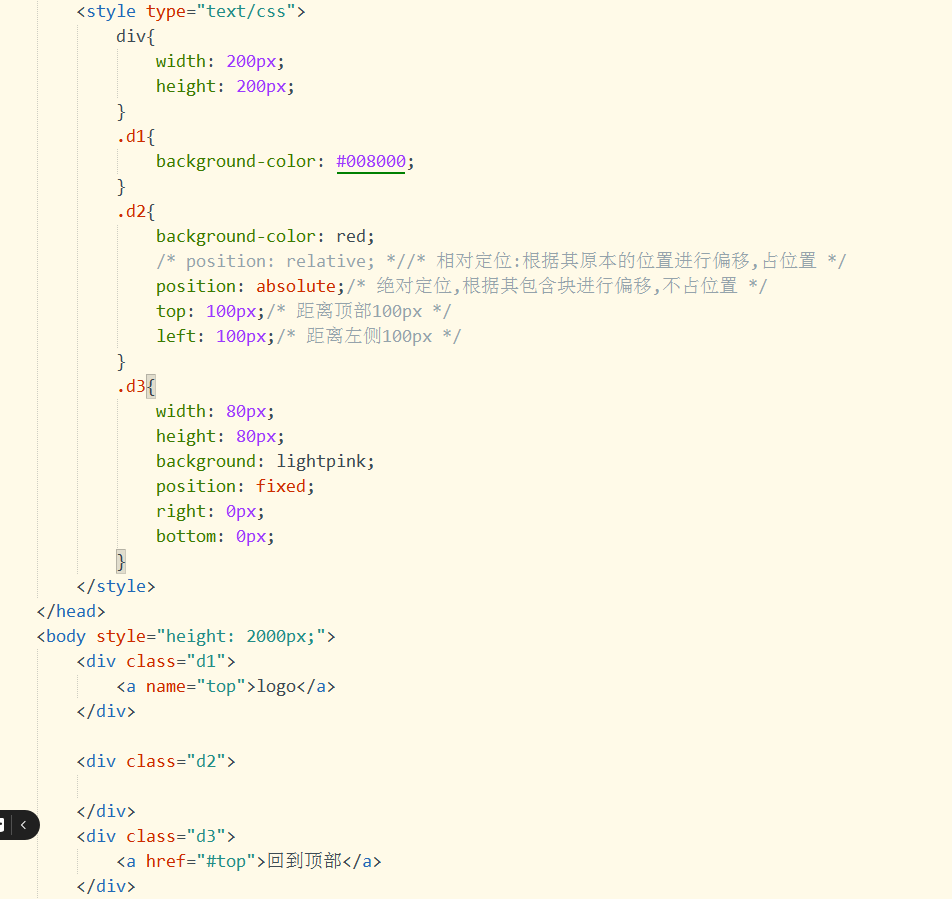 <style type="text/css">
div{
width: 200px;
height: 200px;
}
.d1{
background-color: #008000;
}
.d2{
background-color: red;
/* position: relative; *//* 相对定位:根据其原本的位置进行偏移,占位置 */
position: absolute;/* 绝对定位,根据其包含块进行偏移,不占位置 */
top: 100px;/* 距离顶部100px */
left: 100px;/* 距离左侧100px */
}
.d3{
width: 80px;
height: 80px;
background: lightpink;
position: fixed;
right: 0px;
bottom: 0px;
}
</style>
</head>
<body style="height: 2000px;">
<div class="d1">
<a name="top">logo</a>
</div>
<div class="d2">
</div>
<div class="d3">
<a href="#top">回到顶部</a>
</div>